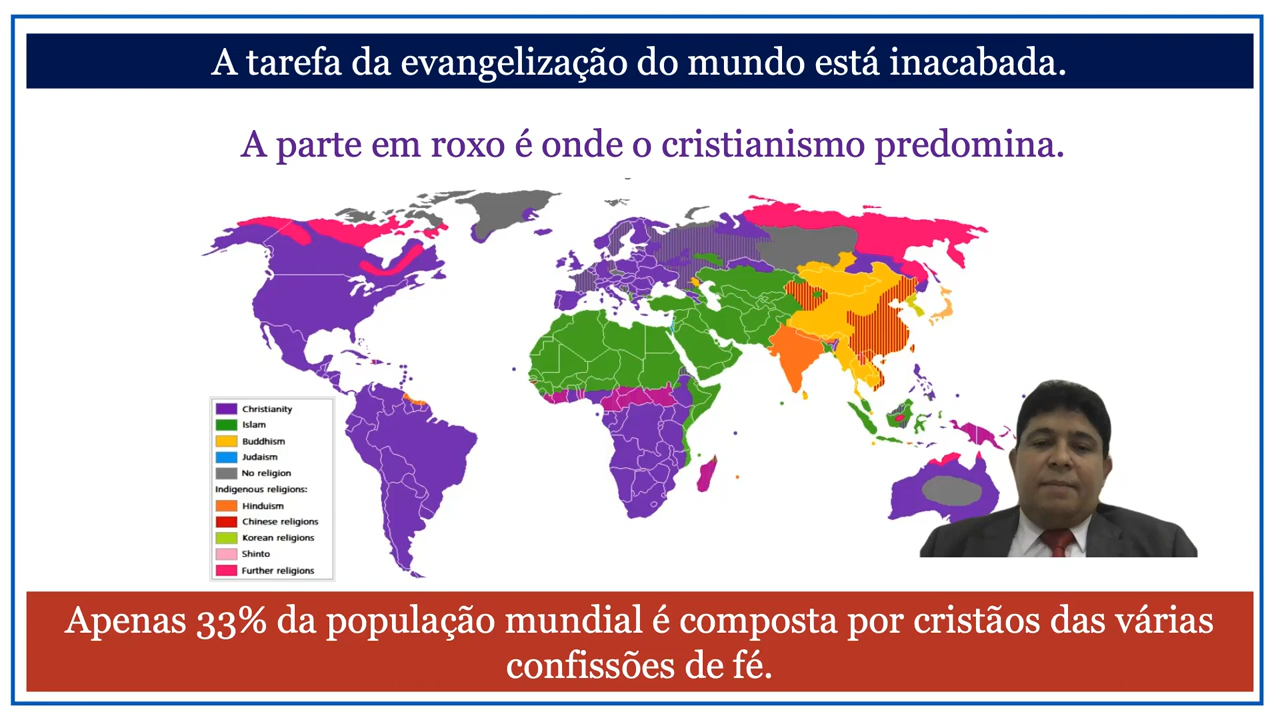 A tarefa da evangelização do mundo está inacabada.
A parte em roxo é onde o cristianismo predomina.
Christianity
Islam
Buddhism
Judaism
No religion
Indigenous religions:
Hinduism
Chinese religions
Korean religions
Shinto
Further religions
Apenas 33% da população mundial é composta por cristãos das várias
confissões de fé.